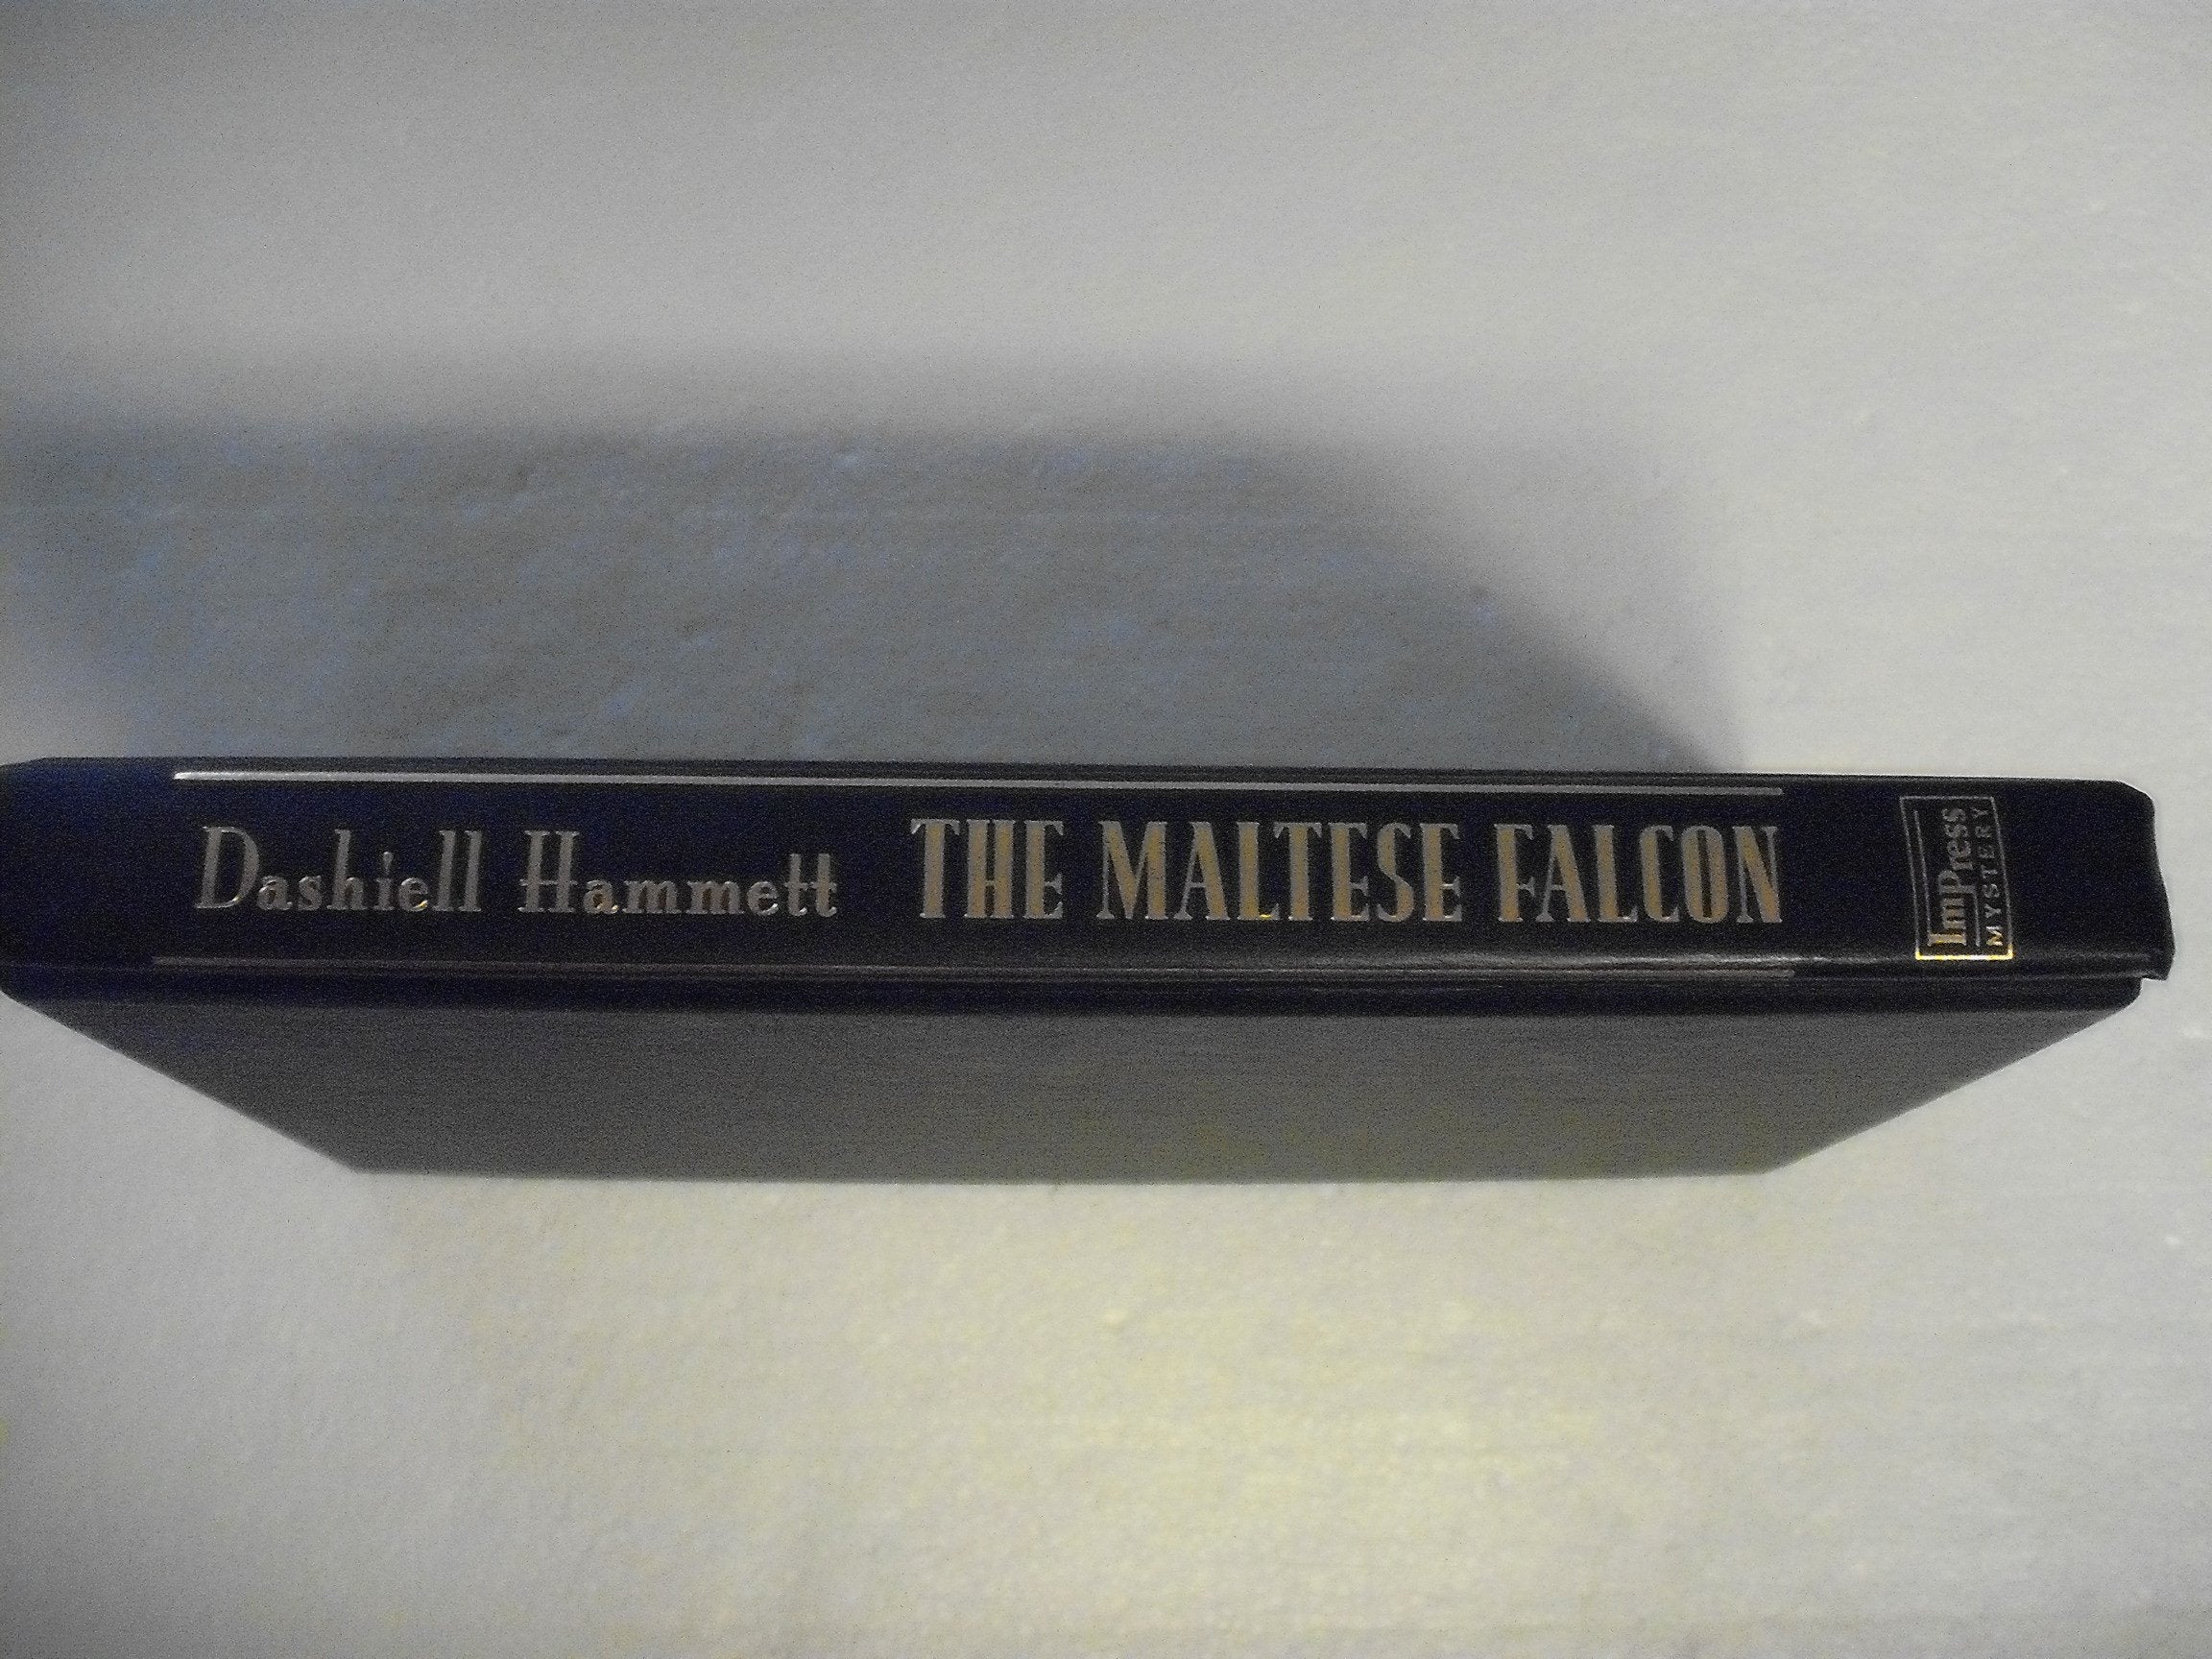 Dashiell Hammett THE MALTESE FALCON
ImPress
MYSTERY